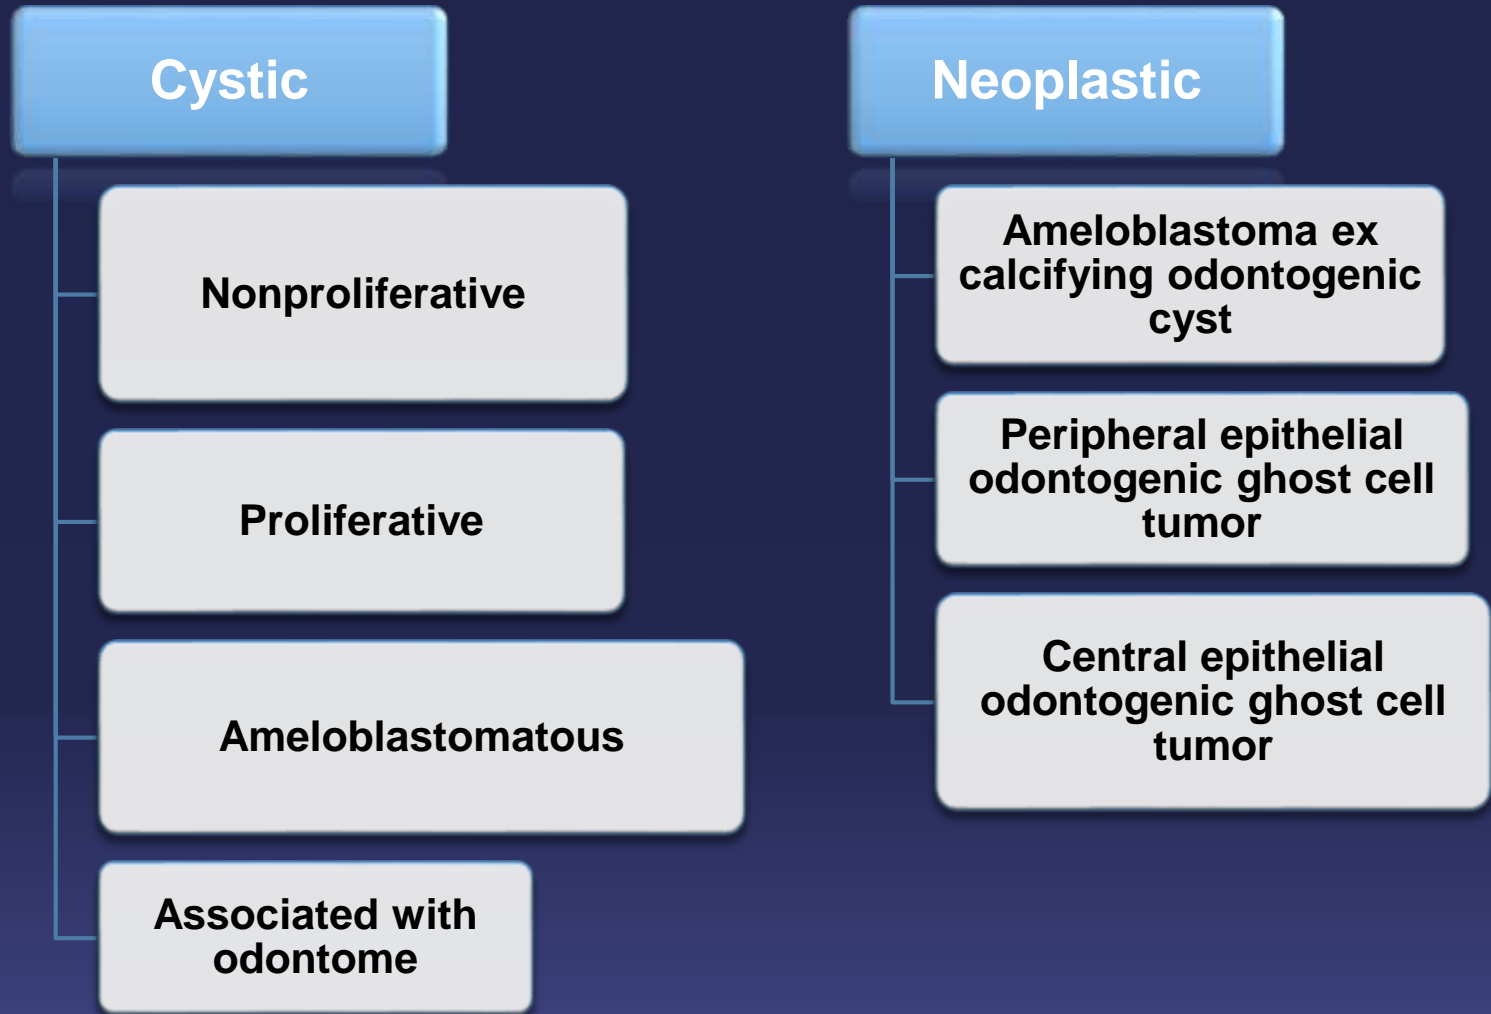 Cystic
Nonproliferative
Proliferative
Ameloblastomatous
Associated with
odontome
Neoplastic
Ameloblastoma ex
calcifying odontogenic
cyst
Peripheral epithelial
odontogenic ghost cell
tumor
Central epithelial
odontogenic ghost cell
tumor